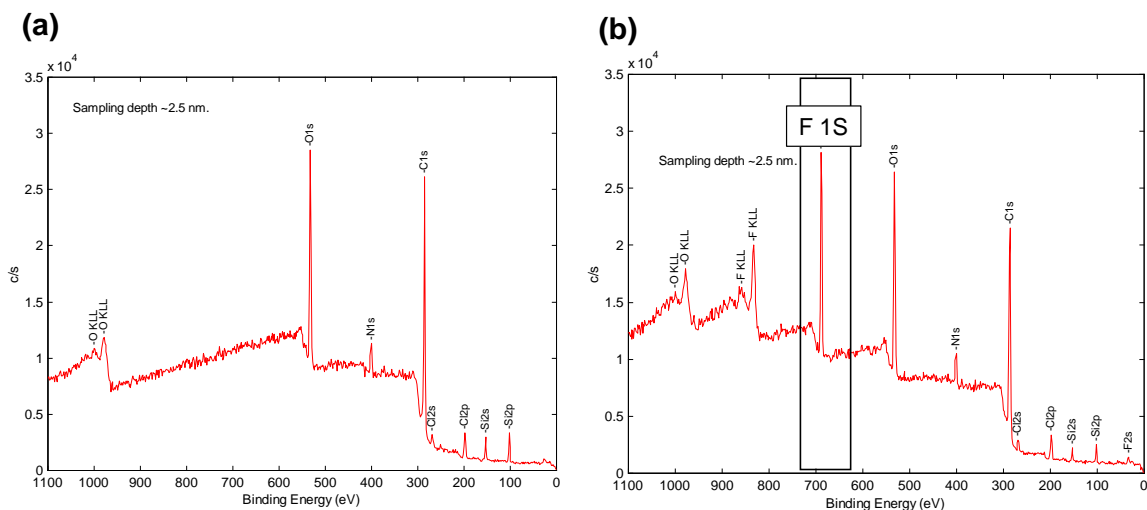 (a)
x 10⁴
3.5
3
2.5
2
1.5
1
0.5
0
c/s
Sampling depth ~2.5 nm.
-O KLL
-O KLL
-O1s
-N1s
-C1s
-Cl2s
-Cl2p
-Si2s
-Si2p
1100 1000 900 800 700 600 500 400 300 200 100 0
Binding Energy (eV)
(b)
x 10⁴
3.5
3
2.5
2
1.5
1
0.5
0
c/s
F 1S
Sampling depth ~2.5 nm.
-O KLL
-O KLL
-F KLL
-F KLL
-O1s
-N1s
-C1s
-Cl2s
-Cl2p
-Si2s
-Si2p
-F2s
1100 1000 900 800 700 600 500 400 300 200 100 0
Binding Energy (eV)